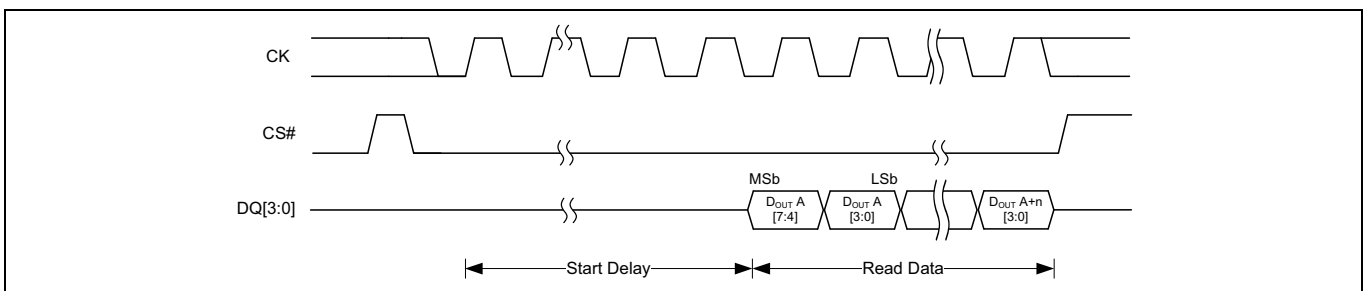 CK
CS#
MSb LSb
DQ[3:0]
DOUT A DOUT A DOUT A+n
[7:4] [3:0] [3:0]
Start Delay Read Data